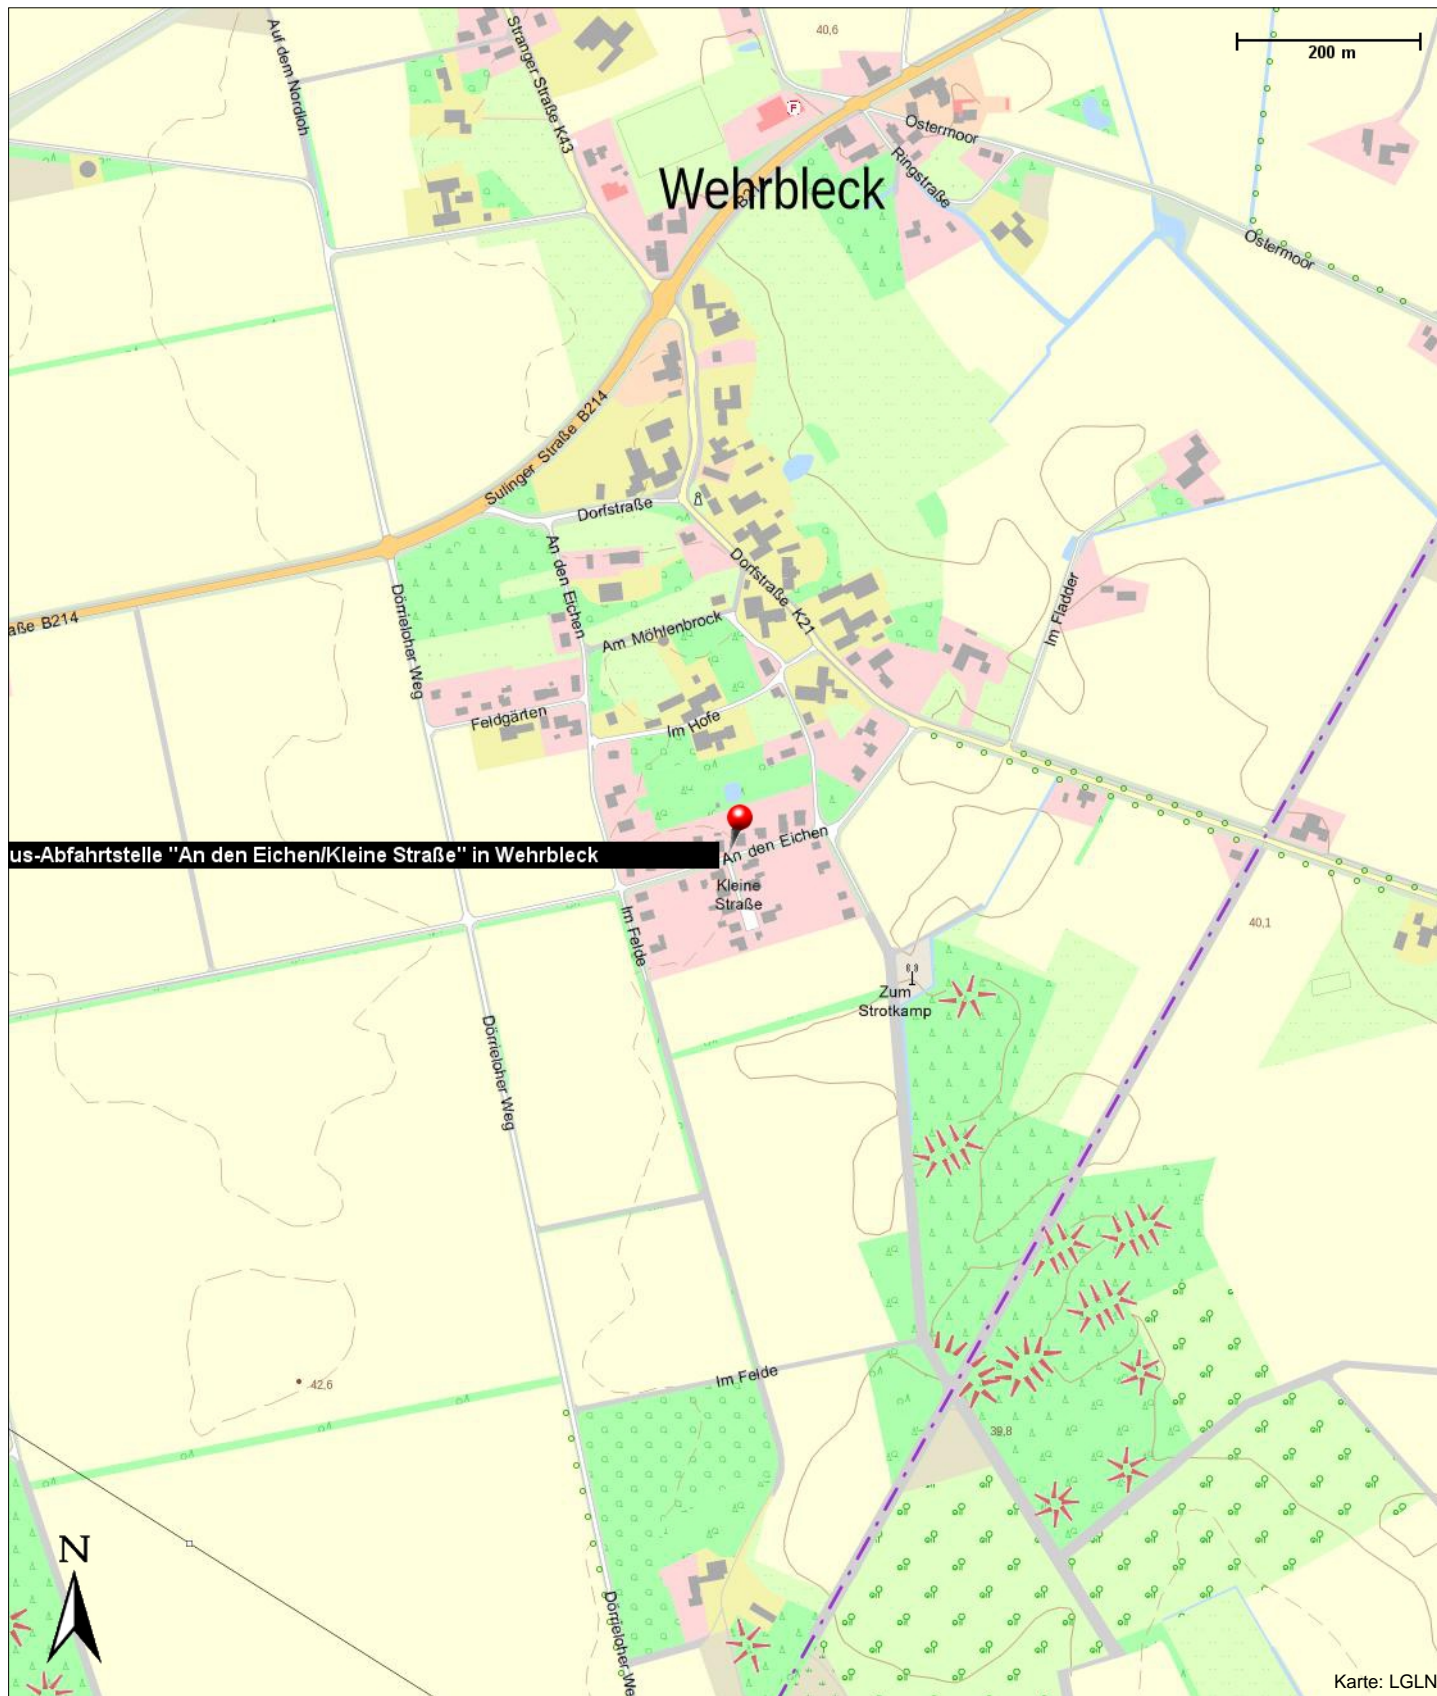 Auf dem Nordloh
Stranger Straße K43
40,6
200 m
F
Ostermoor
Ringstraße
Wehrbleck
Ostermoor
Sulinger Straße B214
Dorfstraße
An den Eichen
Dorfstraße K21
Im Fladder
aße B214
Dörrieloher Weg
Am Möhlenbrock
Feldgärten
Im Hofe
us-Abfahrtstelle "An den Eichen/Kleine Straße" in Wehrbleck
An den Eichen
Kleine
Straße
Im Felde
40,1
Zum
Strotkamp
Dörrieloher Weg
Im Felde
42,6
39,8
N
Dörrieloher We
Karte: LGLN